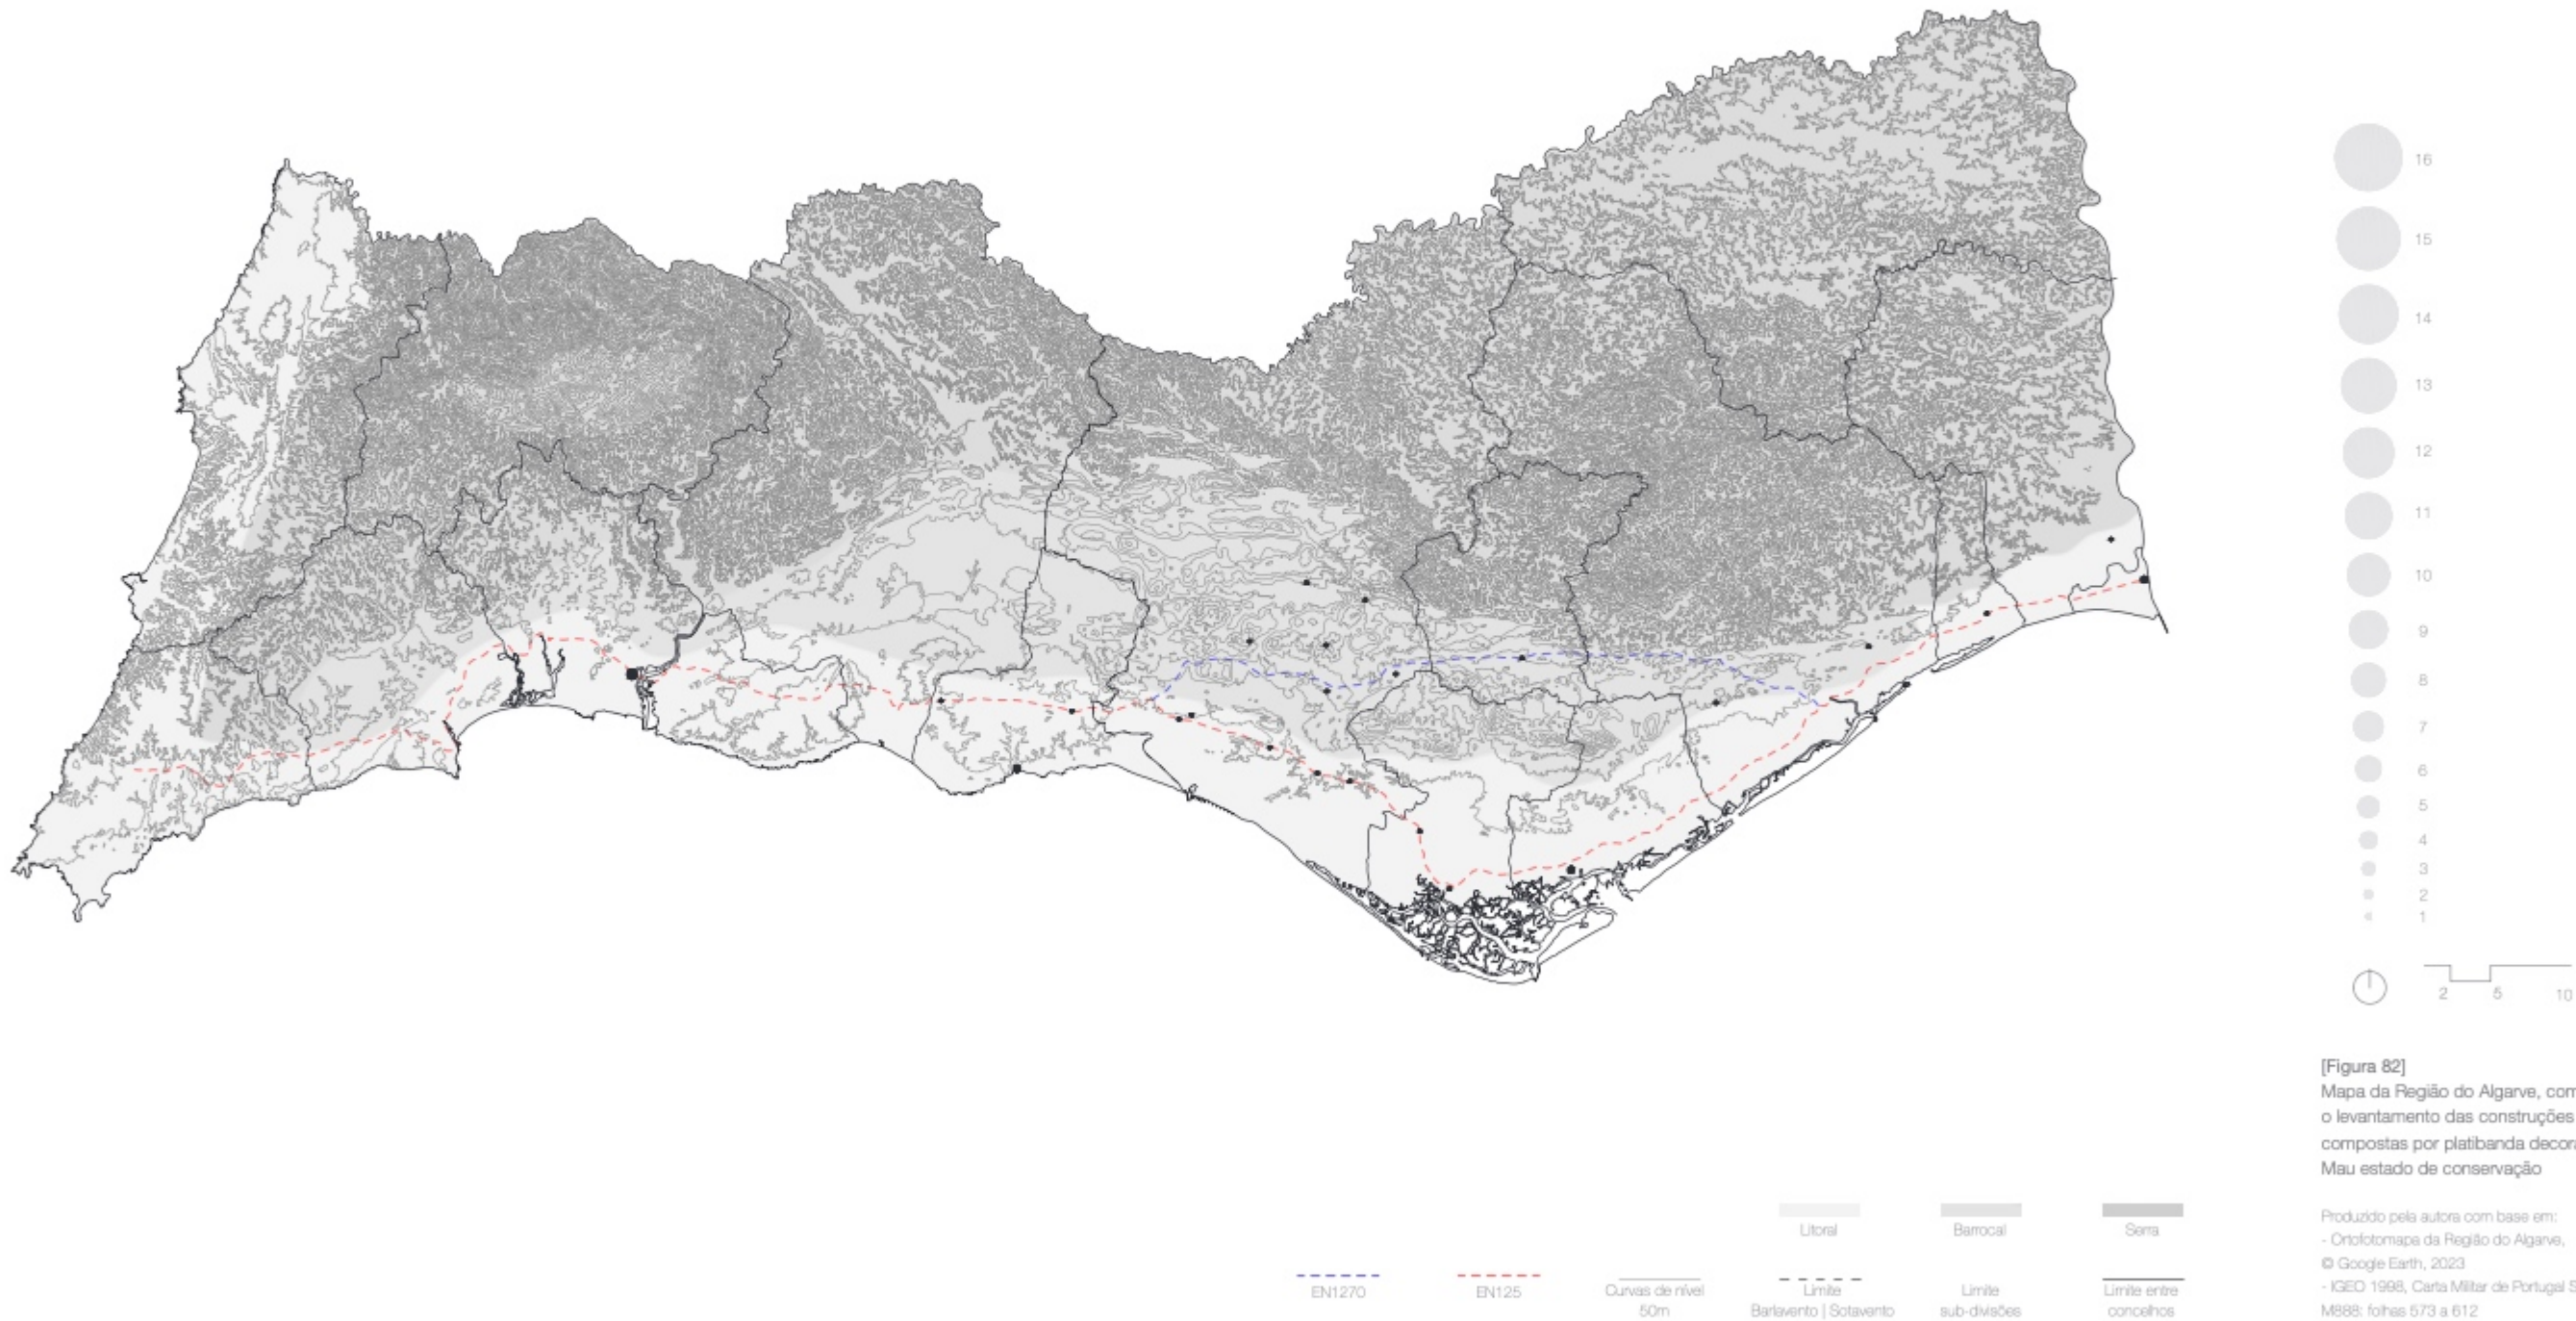 16
15
14
13
12
11
10
9
8
7
6
5
4
3
2
1
2 5 10
[Figura 82]
Mapa da Região do Algarve, com
o levantamento das construções
compostas por platibanda decora
Mau estado de conservação
Produzido pela autora com base em:
- Ortofotomapa da Região do Algarve,
© Google Earth, 2023
- IGEO 1998, Carta Militar de Portugal S
M888: folhas 573 a 612
Litoral Barrocal Serra
EN1270 EN125 Curvas de nível Limite Limite Limite entre
50m Barlavento | Sotavento sub-divisões concelhos